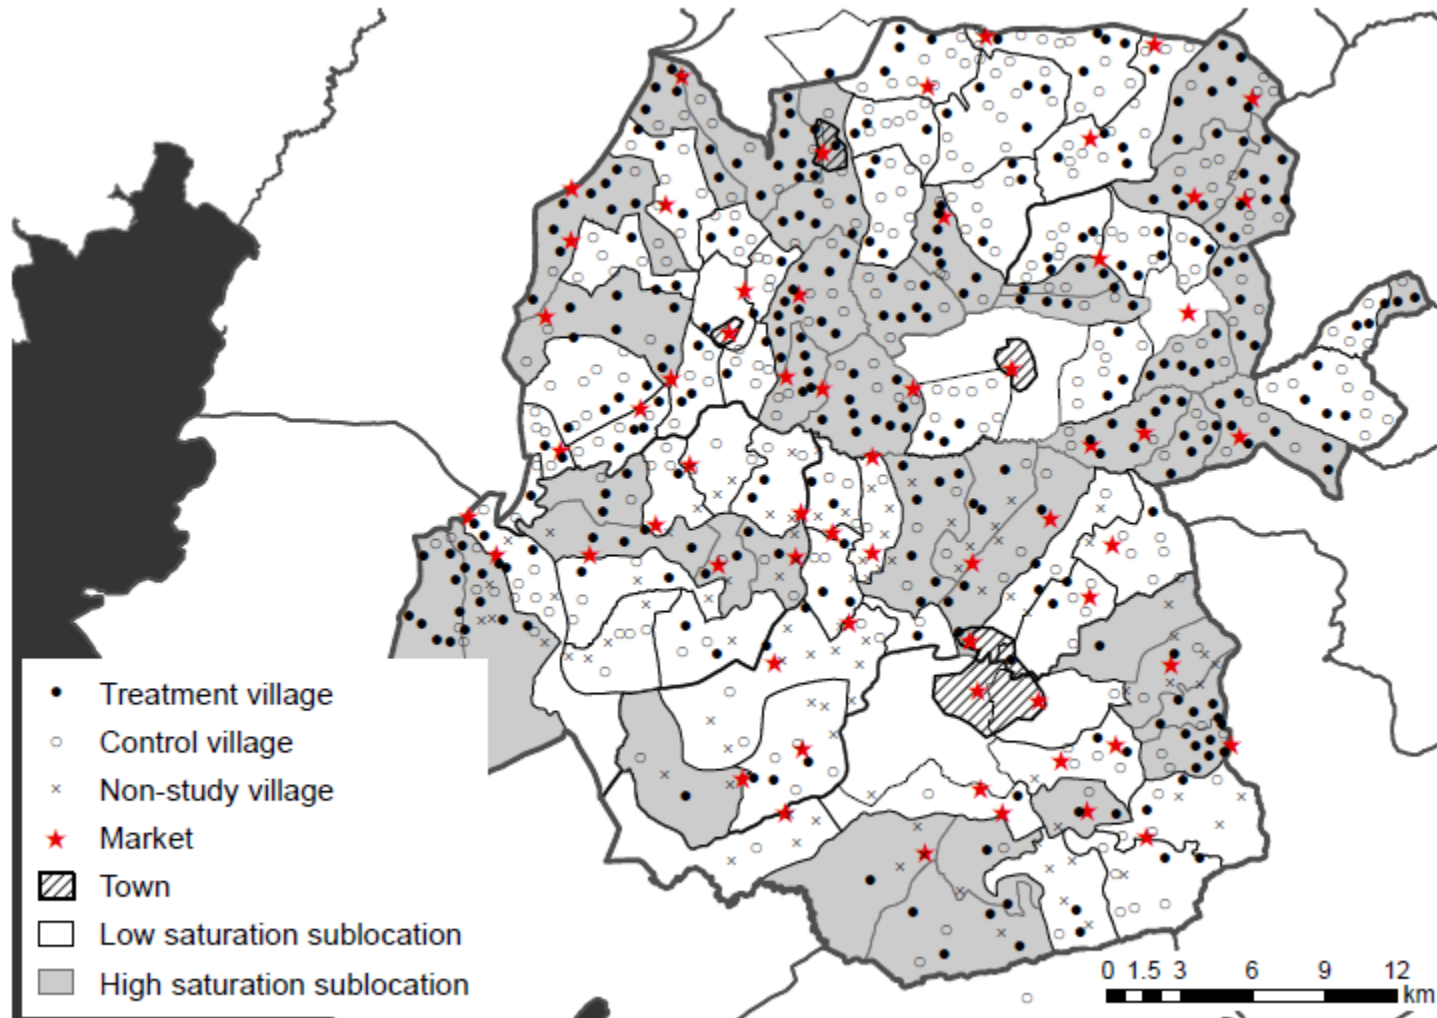 Treatment village
Control village
Non-study village
Market
Town
Low saturation sublocation
High saturation sublocation
0 1.5 3 6 9 12
km